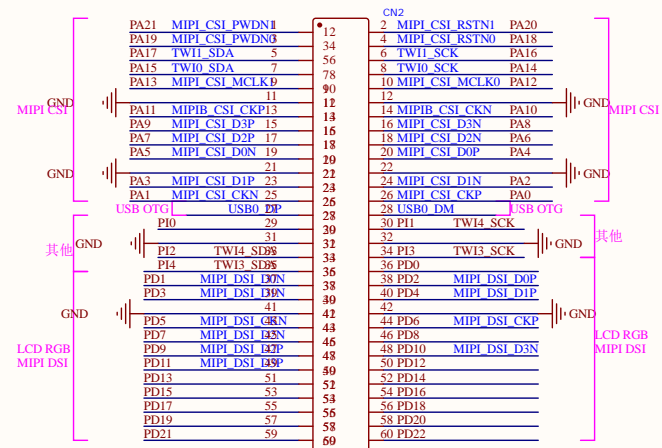 CN2
PA21 MIPI_CSI_PWDN1 1 2 MIPI_CSI_RSTN1 PA20
PA19 MIPI_CSI_PWDN0 3 4 MIPI_CSI_RSTN0 PA18
PA17 TWI1_SDA 5 6 TWI1_SCK PA16
PA15 TWI0_SDA 7 8 TWI0_SCK PA14
PA13 MIPI_CSI_MCLK1 9 10 MIPI_CSI_MCLK0 PA12
MIPI CSI GND 11 12 GND MIPI CSI
PA11 MIPIB_CSI_CKP 13 14 MIPIB_CSI_CKN PA10
PA9 MIPI_CSI_D3P 15 16 MIPI_CSI_D3N PA8
PA7 MIPI_CSI_D2P 17 18 MIPI_CSI_D2N PA6
PA5 MIPI_CSI_D0N 19 20 MIPI_CSI_D0P PA4
GND 21 22 GND
PA3 MIPI_CSI_D1P 23 24 MIPI_CSI_D1N PA2
PA1 MIPI_CSI_CKN 25 26 MIPI_CSI_CKP PA0
USB OTG USB0_DP 27 28 USB0_DM USB OTG
PI0 29 30 PI1 TWI4_SCK
其他 GND 31 32 GND 其他
PI2 TWI4_SDA 33 34 PI3 TWI3_SCK
PI4 TWI3_SDA 35 36 PD0
PD1 MIPI_DSI_D0N 37 38 PD2 MIPI_DSI_D0P
PD3 MIPI_DSI_D1N 39 40 PD4 MIPI_DSI_D1P
GND 41 42 GND
PD5 MIPI_DSI_CKN 43 44 PD6 MIPI_DSI_CKP
PD7 MIPI_DSI_D2N 45 46 PD8
LCD RGB MIPI DSI PD9 MIPI_DSI_D2P 47 48 PD10 MIPI_DSI_D3N LCD RGB MIPI DSI
PD11 MIPI_DSI_D3P 49 50 PD12
PD13 51 52 PD14
PD15 53 54 PD16
PD17 55 56 PD18
PD19 57 58 PD20
PD21 59 60 PD22